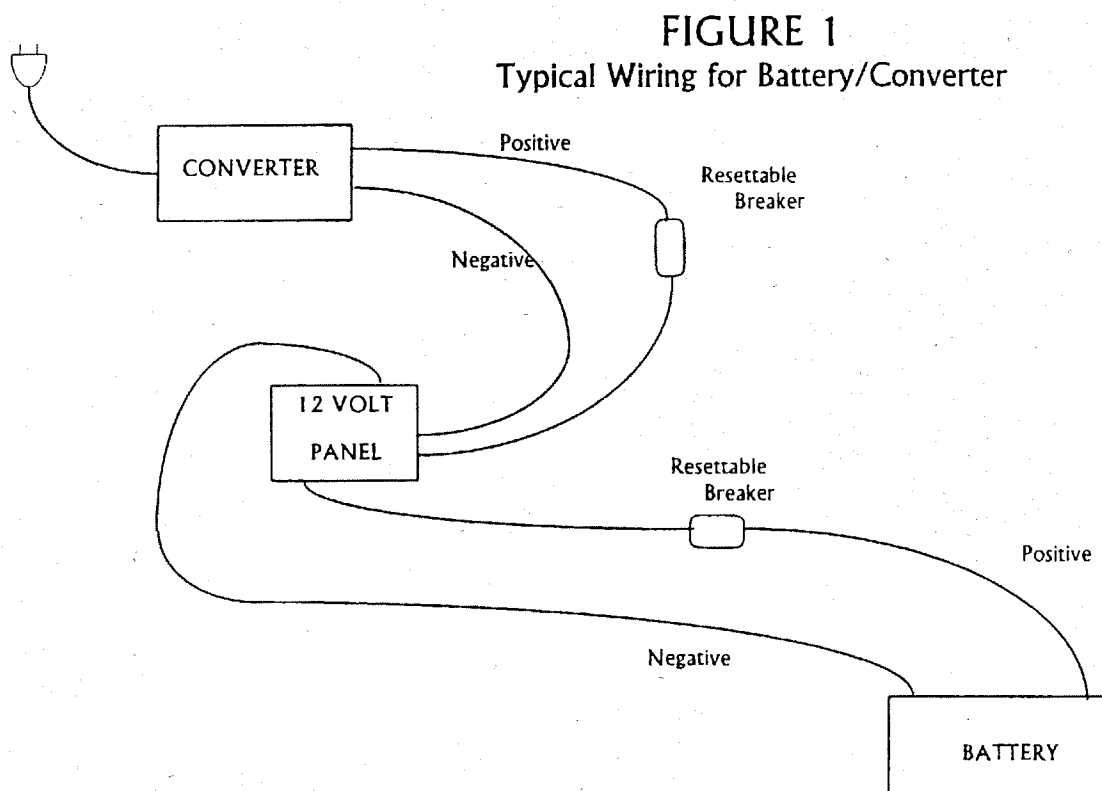 FIGURE 1
Typical Wiring for Battery/Converter
Positive
CONVERTER
Resettable
Breaker
Negative
12 VOLT
PANEL
Resettable
Breaker
Positive
Negative
BATTERY